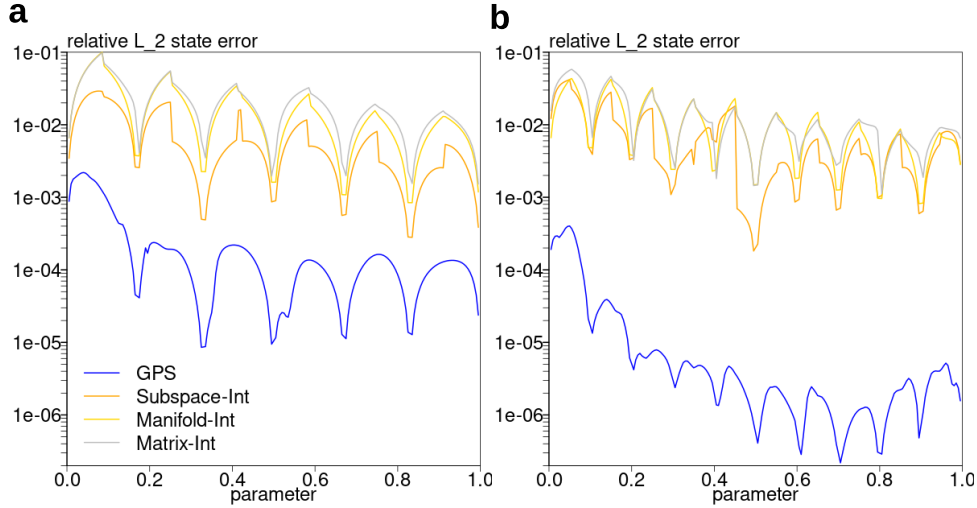 a
relative L_2 state error
1e-01
1e-02
1e-03
1e-04
1e-05
1e-06
GPS
Subspace-Int
Manifold-Int
Matrix-Int
0.0 0.2 0.4 0.6 0.8 1.0
parameter
b
relative L_2 state error
1e-01
1e-02
1e-03
1e-04
1e-05
1e-06
0.0 0.2 0.4 0.6 0.8 1.0
parameter